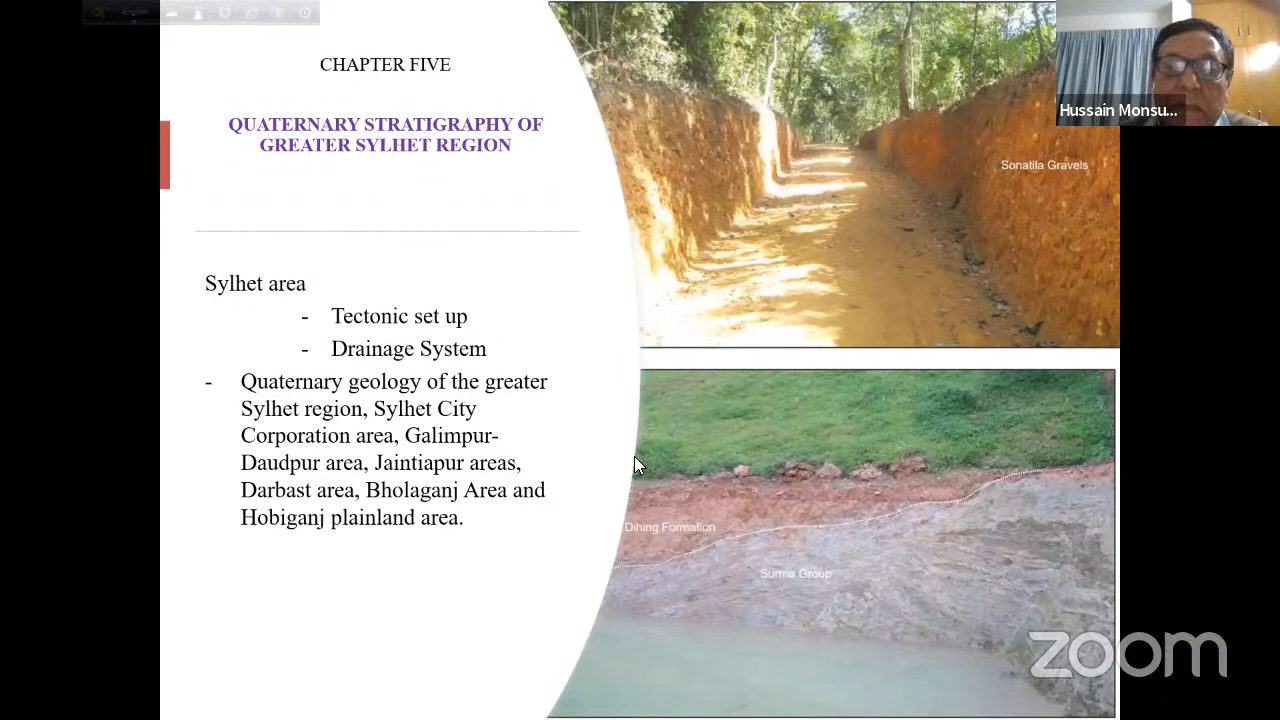 English
CHAPTER FIVE
QUATERNARY STRATIGRAPHY OF
GREATER SYLHET REGION
Sylhet area
- Tectonic set up
- Drainage System
- Quaternary geology of the greater
Sylhet region, Sylhet City
Corporation area, Galimpur-
Daudpur area, Jaintiapur areas,
Darbast area, Bholaganj Area and
Hobiganj plainland area.
Hussain Monsu...
Sonatila Gravels
Dihing Formation
Surma Group
zoom